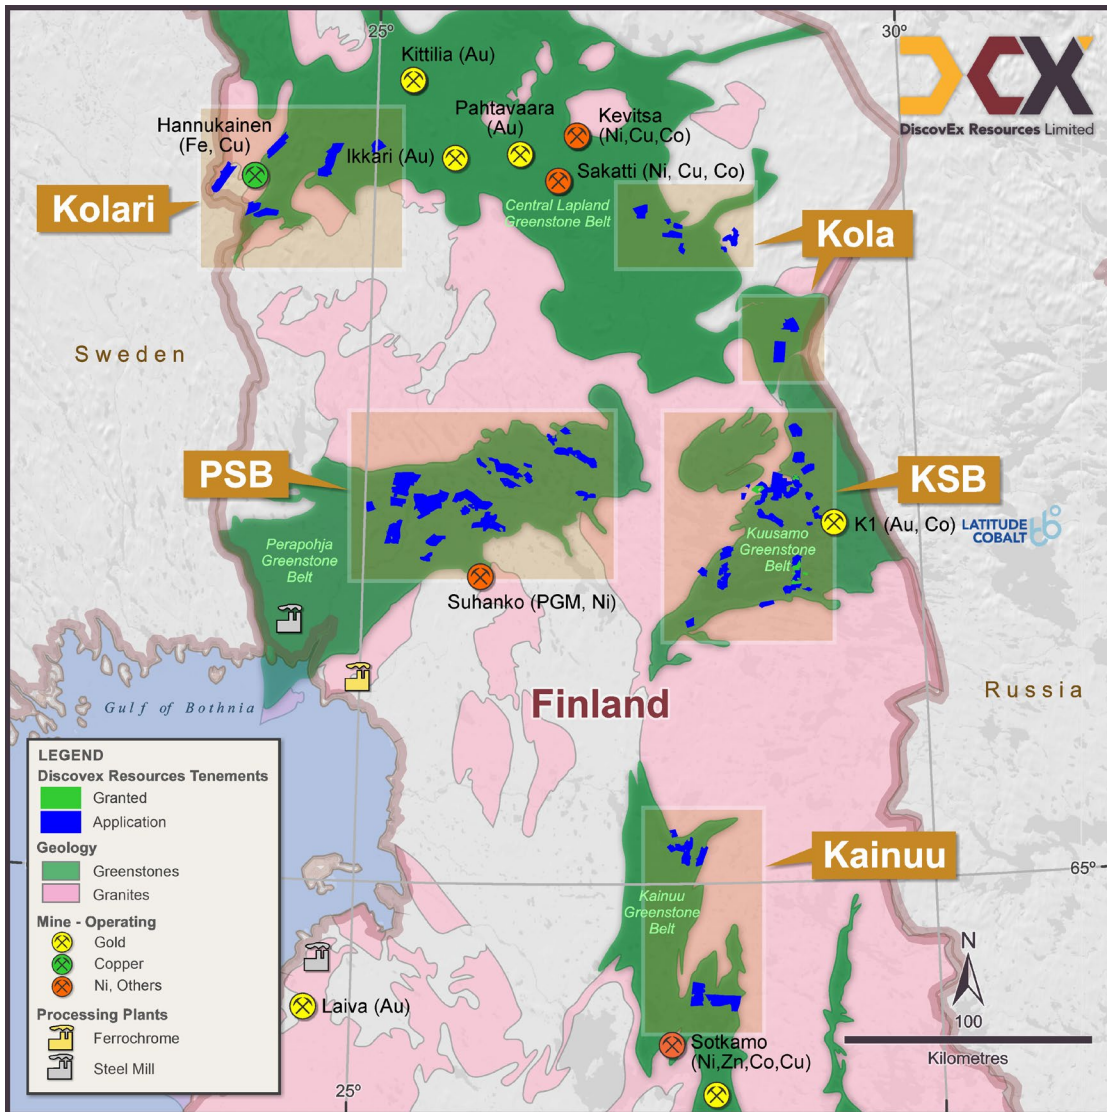 25°
30°
DCX
DiscovEx Resources Limited
Kittilia (Au)
Pahtavaara
(Au)
Kevitsa
(Ni,Cu,Co)
Hannukainen
(Fe, Cu)
Ikkari (Au)
Sakatti (Ni, Cu, Co)
Central Lapland
Greenstone Belt
Kolari
Kola
Sweden
PSB
KSB
K1 (Au, Co)
LATITUDE
COBALT
Kuusamo
Greenstone
Belt
Perapohja
Greenstone
Belt
Suhanko (PGM, Ni)
Finland
Russia
Gulf of Bothnia
LEGEND
Discovex Resources Tenements
Granted
Application
Geology
Greenstones
Granites
Mine - Operating
Gold
Copper
Ni, Others
Processing Plants
Ferrochrome
Steel Mill
Kainuu
65°
Kainuu
Greenstone
Belt
Laiva (Au)
Sotkamo
(Ni,Zn,Co,Cu)
N
100
Kilometres
25°